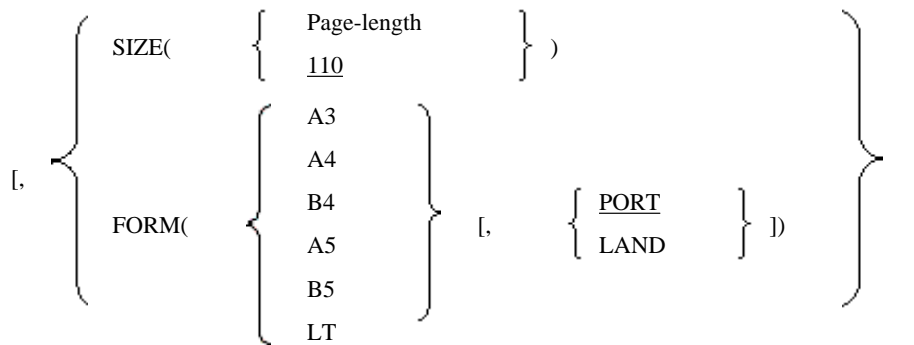 Page-length
SIZE( { } )
110
A3
A4
[,
B4
FORM( { } [, { PORT } ])
A5
LAND
B5
LT